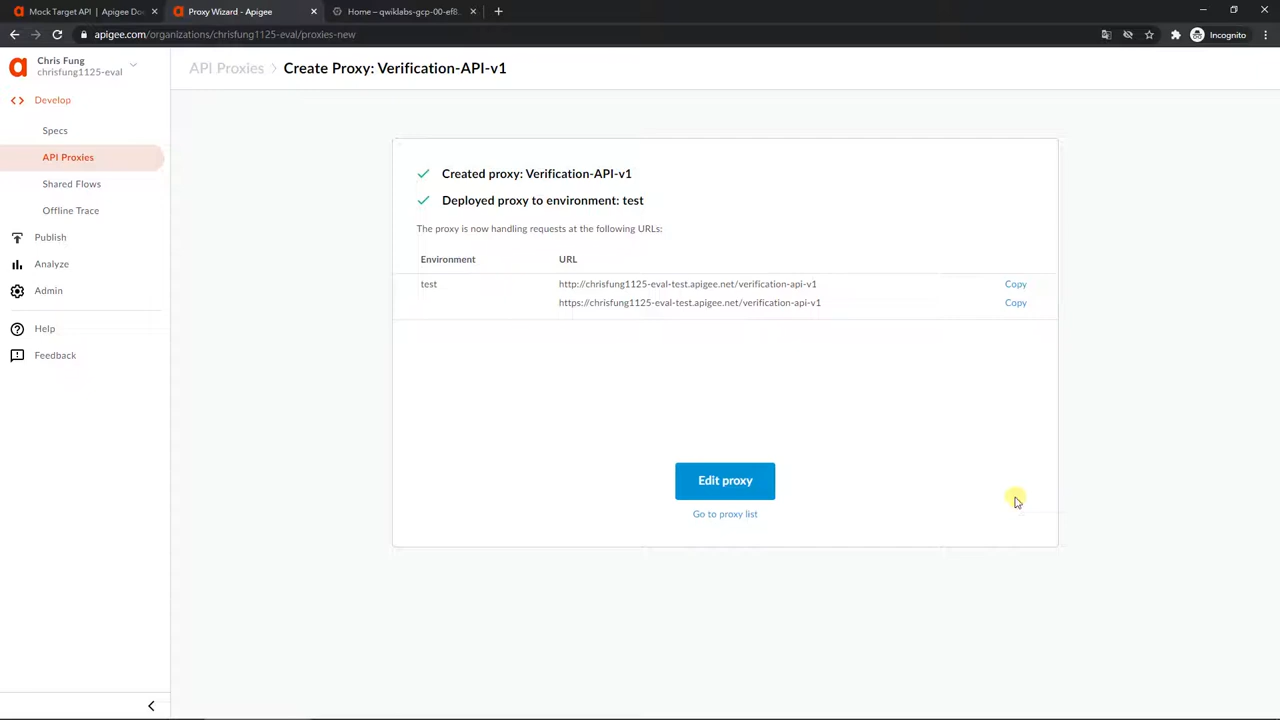 Mock Target API | Apigee Do
Proxy Wizard - Apigee
Home – qwiklabs-gcp-00-ef8
apigee.com/organizations/chrisfung1125-eval/proxies-new
Incognito
Chris Fung
chrisfung1125-eval
API Proxies > Create Proxy: Verification-API-v1
Develop
Specs
API Proxies
Shared Flows
Offline Trace
Publish
Analyze
Admin
Help
Feedback
Created proxy: Verification-API-v1
Deployed proxy to environment: test
The proxy is now handling requests at the following URLs:
Environment URL
test http://chrisfung1125-eval-test.apigee.net/verification-api-v1 Copy
https://chrisfung1125-eval-test.apigee.net/verification-api-v1 Copy
Edit proxy
Go to proxy list